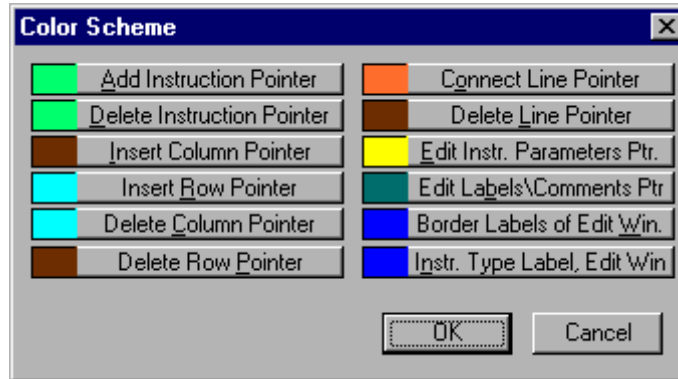 Color Scheme
Add Instruction Pointer
Delete Instruction Pointer
Insert Column Pointer
Insert Row Pointer
Delete Column Pointer
Delete Row Pointer
Connect Line Pointer
Delete Line Pointer
Edit Instr. Parameters Ptr.
Edit Labels\Comments Ptr
Border Labels of Edit Win.
Instr. Type Label, Edit Win
OK
Cancel